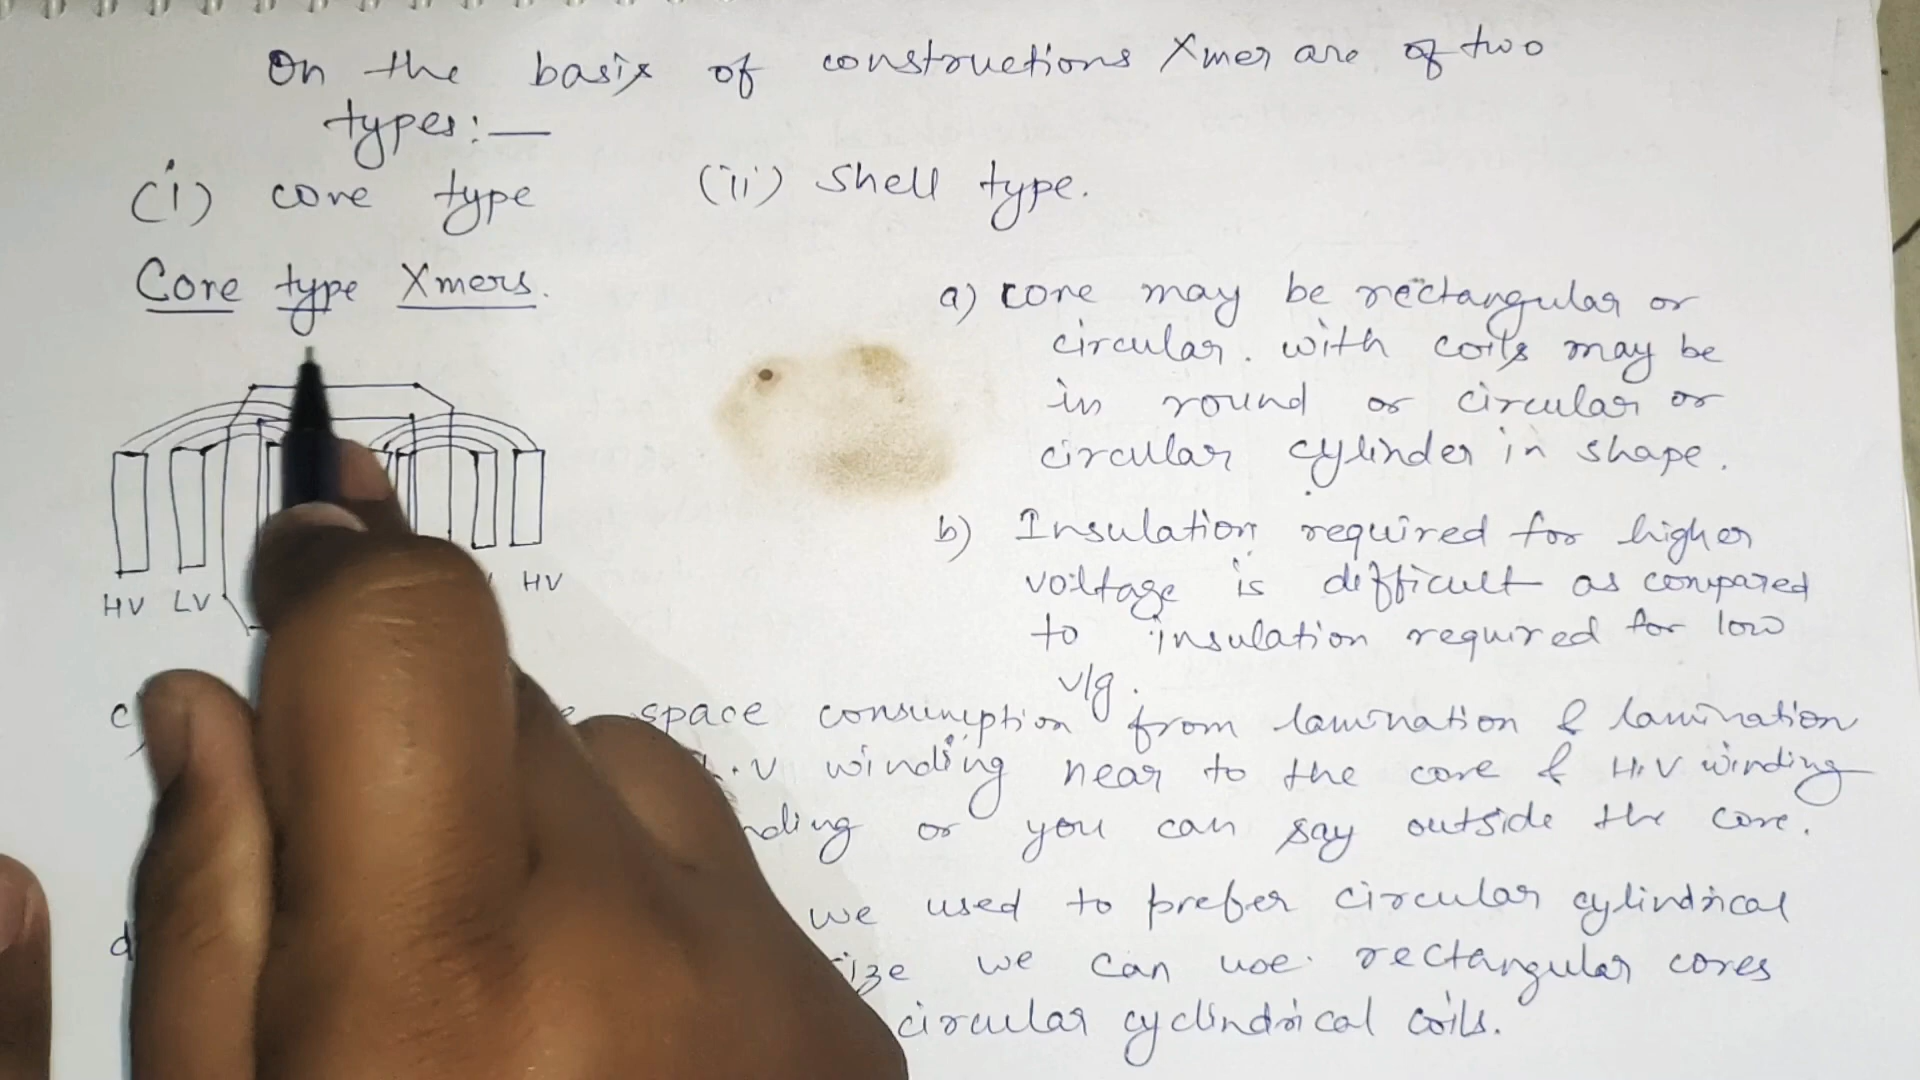 On the basis of constructions Xmer are of two
types:—
(i) core type (ii) Shell type.
Core type Xmers.
a) core may be rectangular or
circular. with coils may be
in round or circular or
circular cylinder in shape.
HV LV HV
b) Insulation required for higher
voltage is difficult as compared
to insulation required for low
v/g.
c) space consumption from lamination & lamination
L.V winding near to the core & H.V winding
or you can say outside the core.
d we used to prefer circular cylindrical
we can use. rectangular cores
circular cyclindrical coils.